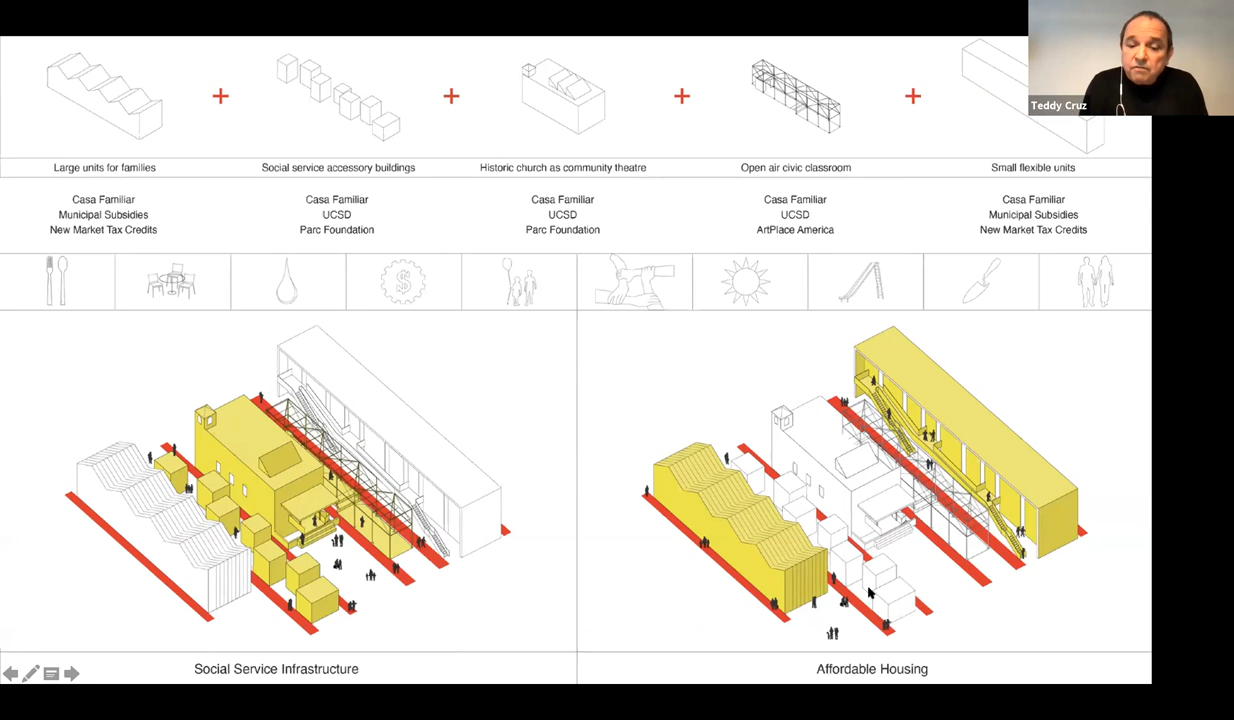 Teddy Cruz
Large units for families
Social service accessory buildings
Historic church as community theatre
Open air civic classroom
Small flexible units
Casa Familiar
Municipal Subsidies
New Market Tax Credits
Casa Familiar
UCSD
Parc Foundation
Casa Familiar
UCSD
Parc Foundation
Casa Familiar
UCSD
ArtPlace America
Casa Familiar
Municipal Subsidies
New Market Tax Credits
$
Social Service Infrastructure
Affordable Housing